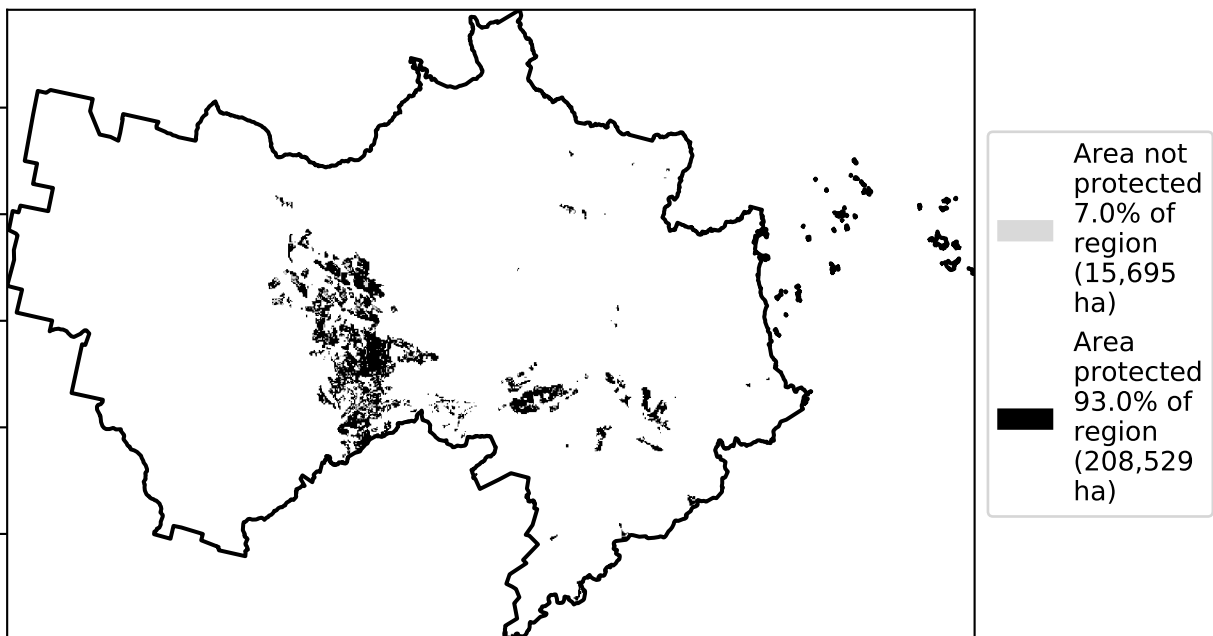 Area not
protected
7.0% of
region
(15,695
ha)
Area
protected
93.0% of
region
(208,529
ha)